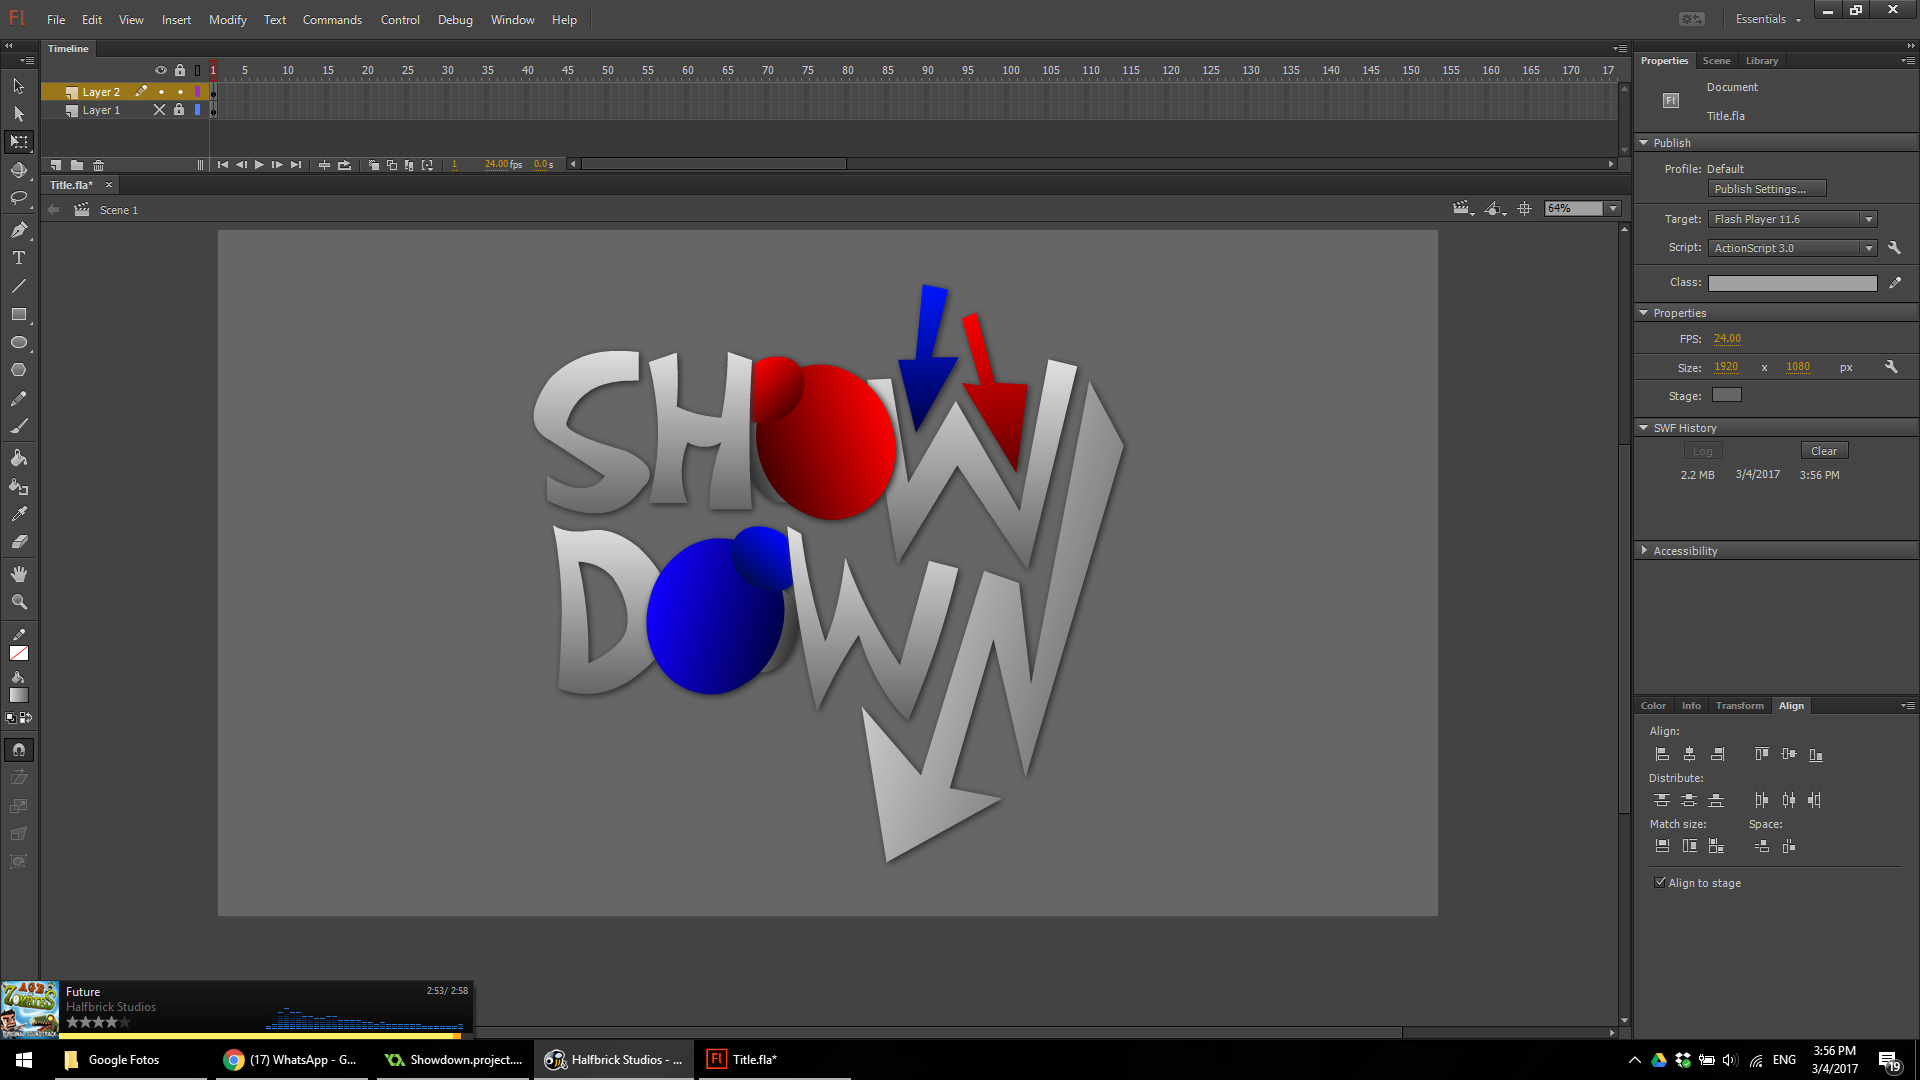 Fl File Edit View Insert Modify Commands Control Debug Window Help Essentials
Timeline
1 5 10 15 20 25 30 35 40 45 50 55 60 65 70 75 80 85 90 95 100 105 110 115 120 125 130 135 140 145 150 155 160 165 170 17
Layer 2
Layer 1
1 24.00 fps 0.0 s
Title.fla*
Scene 1
64%
SHOW
DOWN
Properties Scene Library
Fl Document
Title.fla
Publish
Profile: Default
Publish Settings...
Target: Flash Player 11.6
Script: ActionScript 3.0
Class:
Properties
FPS: 24.00
Size: 1920 x 1080 px
Stage:
SWF History
Log Clear
2.2 MB 3/4/2017 3:56 PM
Accessibility
Color Info Transform Align
Align:
Distribute:
Match size: Space:
Align to stage
AGE
ZOMBIES
Future 2:53/ 2:58
Halfbrick Studios
Google Fotos
(17) WhatsApp - G...
Showdown.project....
Halfbrick Studios - ...
Fl Title.fla*
ENG
3:56 PM
3/4/2017
19